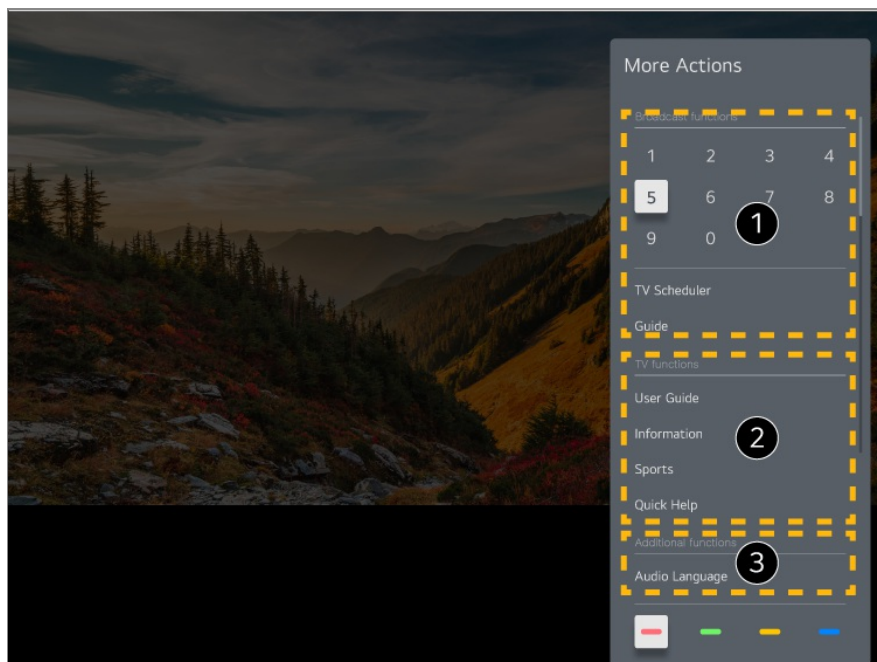 More Actions
Broadcast functions
1 2 3 4
5 6 7 8
1
9 0
TV Scheduler
Guide
TV functions
User Guide
Information
2
Sports
Quick Help
Additional functions
3
Audio Language